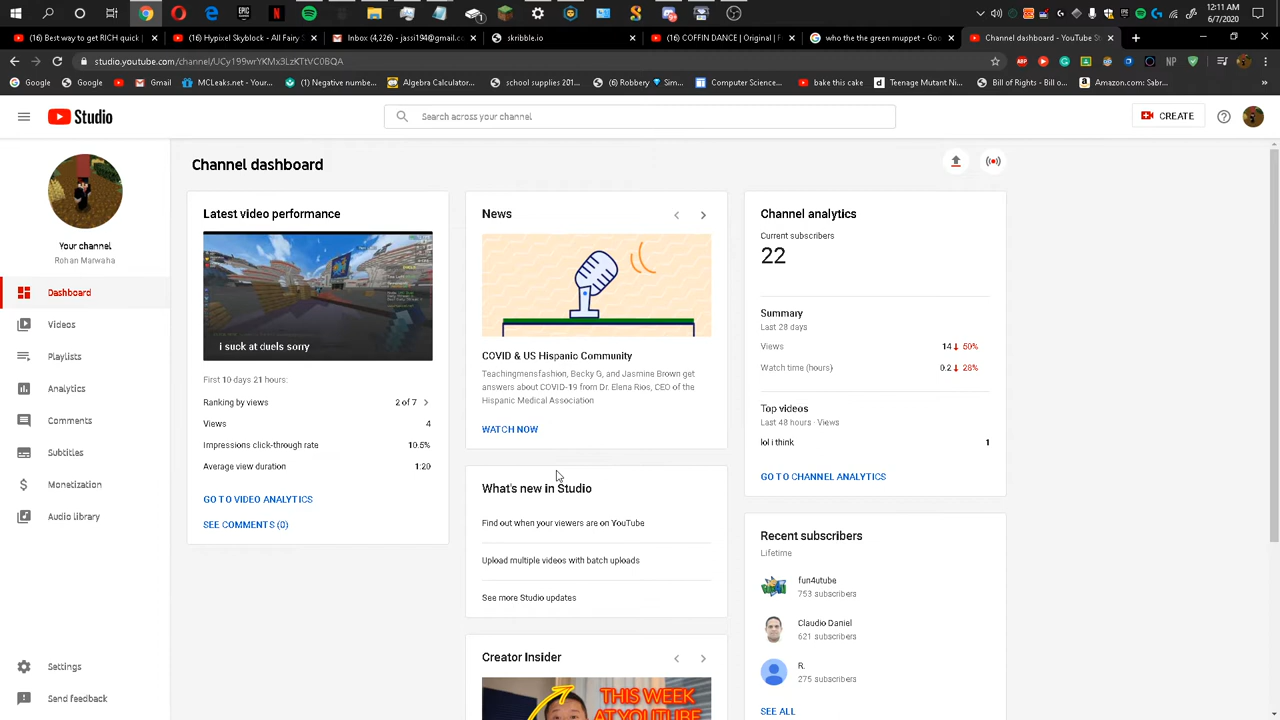 12:11 AM
6/7/2020
(16) Best way to get RICH quick |
(16) Hypixel Skyblock - All Fairy S
Inbox (4,226) - jassi194@gmail.c
skribble.io
(16) COFFIN DANCE | Original | F
who the the green muppet - Goo
Channel dashboard - YouTube St
studio.youtube.com/channel/UCy199wrYKMx3LzKTtVC0BQA
Google
YouTube
Gmail
MCLeaks.net - Your...
(1) Negative numbe...
Algebra Calculator...
school supplies 201...
(6) Robbery ⚡ Sim...
Computer Science...
bake this cake
Teenage Mutant Ni...
Bill of Rights - Bill o...
Amazon.com: Sabr...
Studio
Search across your channel
CREATE
Channel dashboard
Your channel
Rohan Marwaha
Dashboard
Videos
Playlists
Analytics
Comments
Subtitles
Monetization
Audio library
Settings
Send feedback
Latest video performance
i suck at duels sorry
First 10 days 21 hours:
Ranking by views 2 of 7
Views 4
Impressions click-through rate 10.5%
Average view duration 1:20
GO TO VIDEO ANALYTICS
SEE COMMENTS (0)
News
COVID & US Hispanic Community
Teachingmensfashion, Becky G, and Jasmine Brown get
answers about COVID-19 from Dr. Elena Rios, CEO of the
Hispanic Medical Association
WATCH NOW
What's new in Studio
Find out when your viewers are on YouTube
Upload multiple videos with batch uploads
See more Studio updates
Creator Insider
THIS WEEK
AT YOUTUBE
Channel analytics
Current subscribers
22
Summary
Last 28 days
Views 14 59%
Watch time (hours) 0.2 28%
Top videos
Last 48 hours · Views
lol i think 1
GO TO CHANNEL ANALYTICS
Recent subscribers
Lifetime
fun4utube
753 subscribers
Claudio Daniel
621 subscribers
R.
275 subscribers
SEE ALL